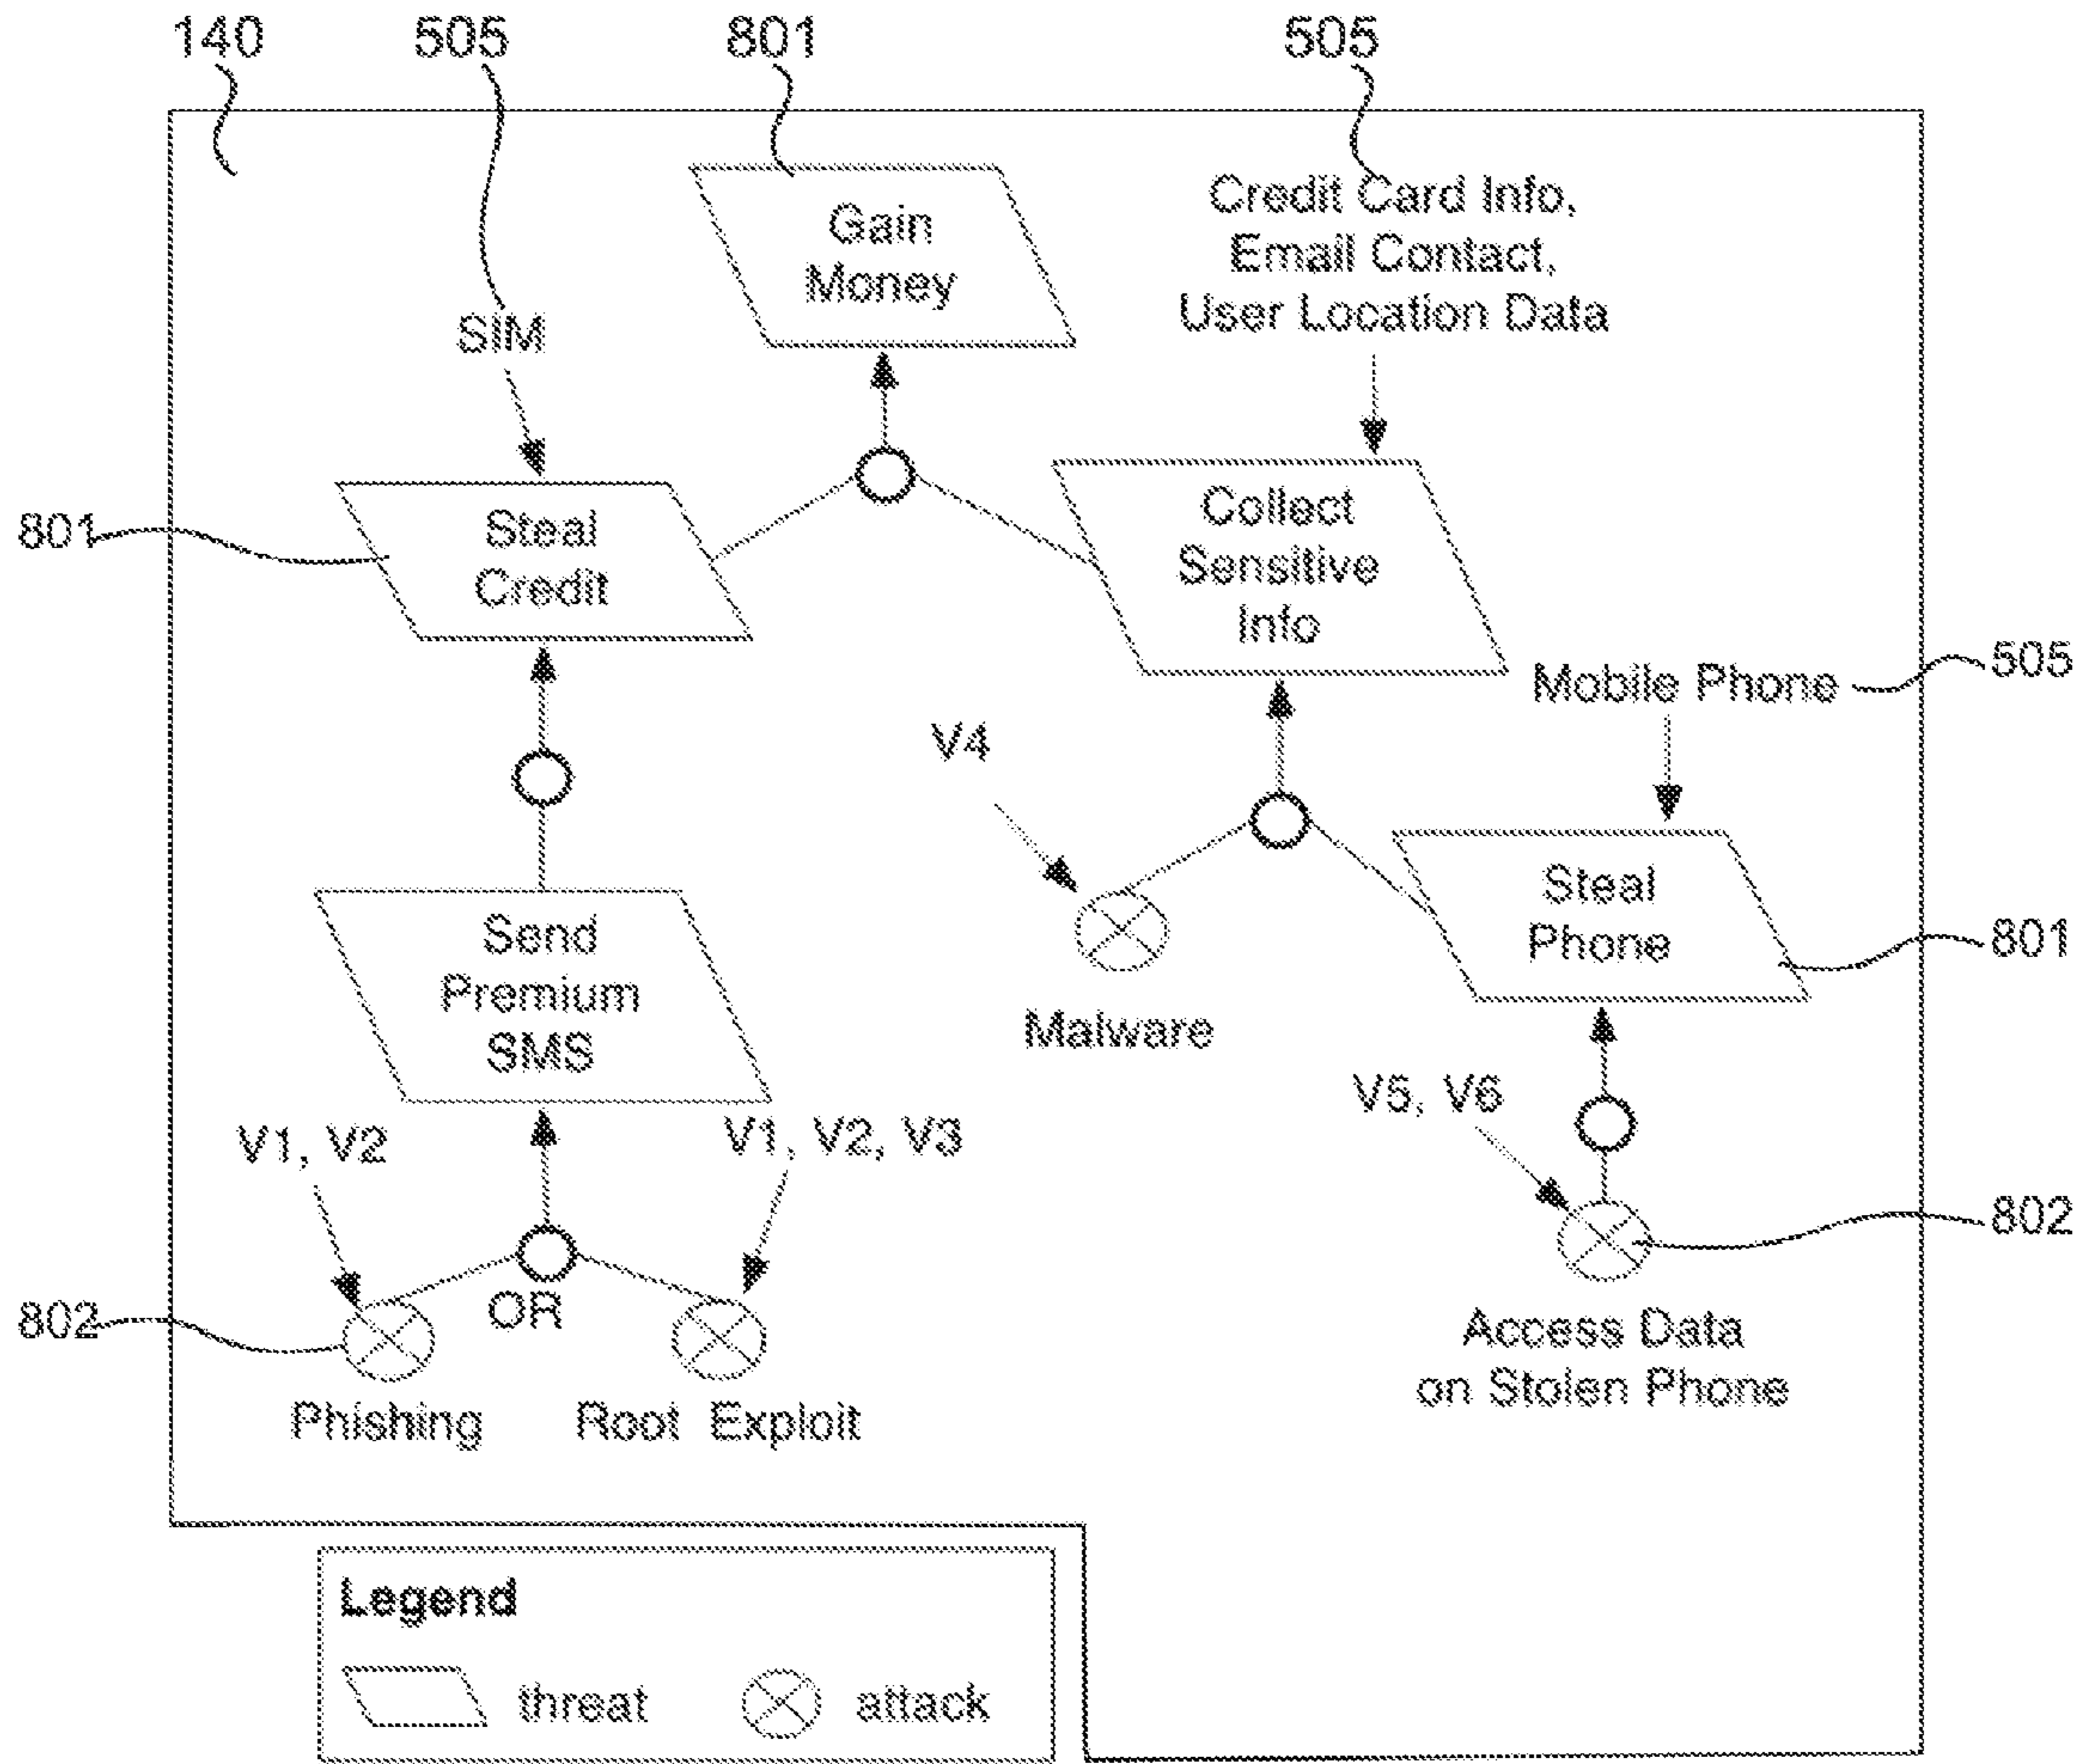 140
505
801
505
Gain
Money
Credit Card Info,
Email Contact,
User Location Data
SIM
801
Steal
Credit
Collect
Sensitive
Info
Mobile Phone
505
V4
Steal
Phone
801
Send
Premium
SMS
Malware
V5, V6
V1, V2
V1, V2, V3
802
802
OR
Phishing
Root Exploit
Access Data
on Stolen Phone
Legend
threat
attack